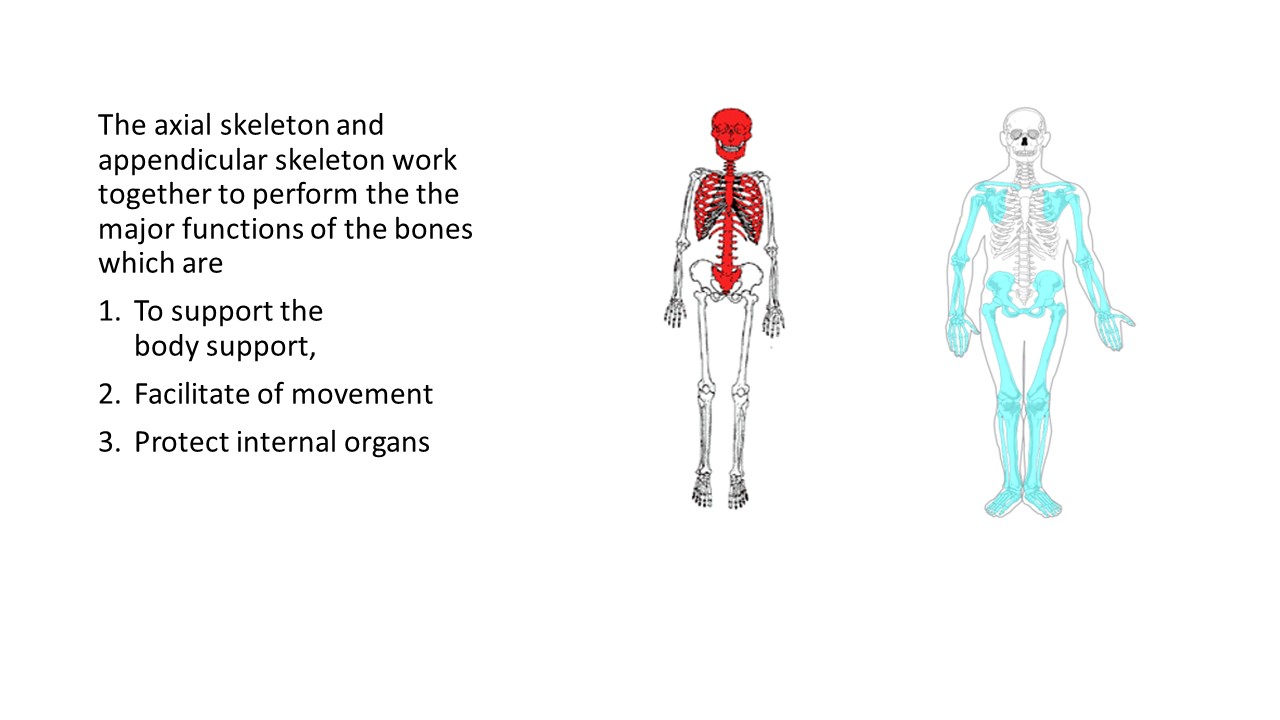 The axial skeleton and
appendicular skeleton work
together to perform the the
major functions of the bones
which are
1. To support the
body support,
2. Facilitate of movement
3. Protect internal organs